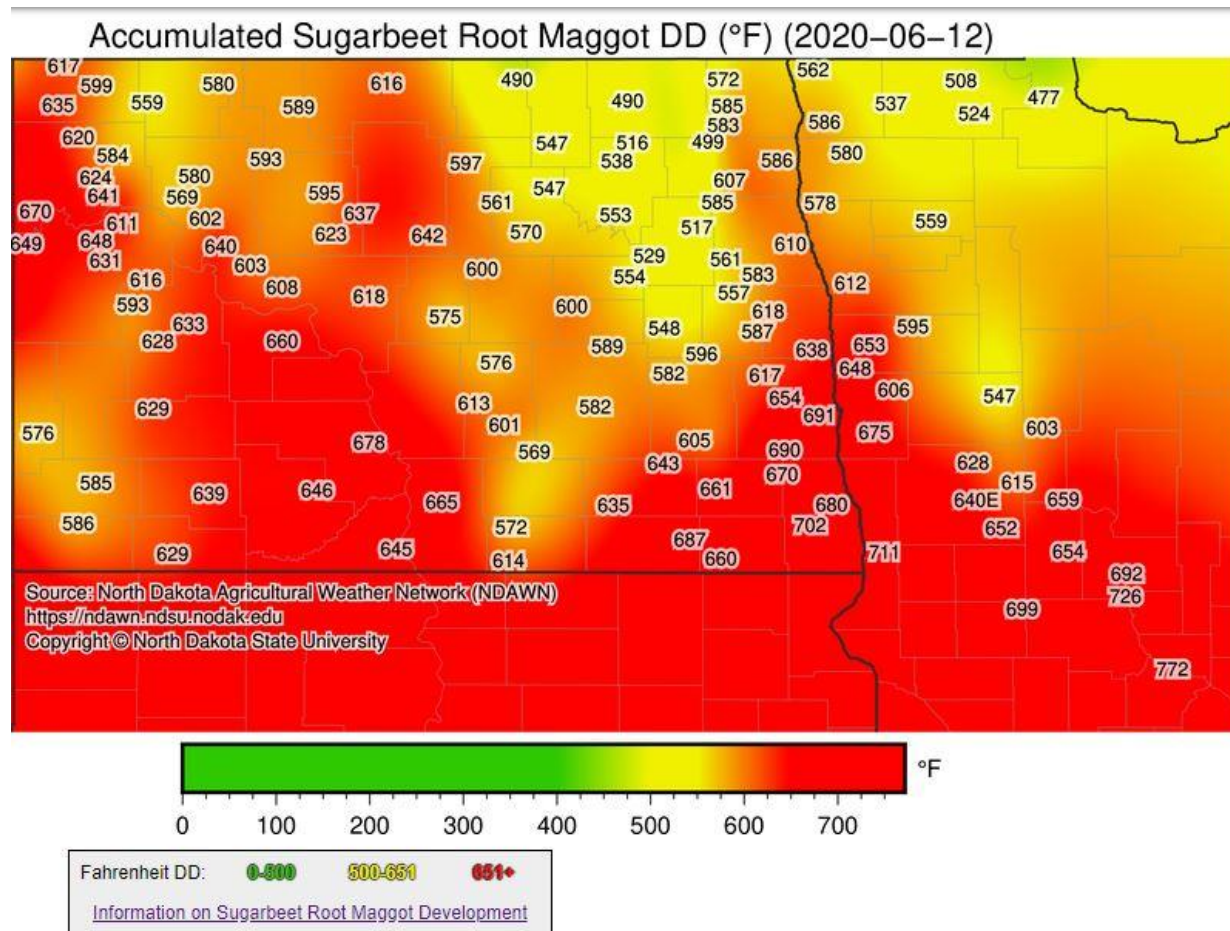 Accumulated Sugarbeet Root Maggot DD (°F) (2020-06-12)
617 599 580 616 490 572 562 508
635 559 589 490 585 537 477
620 583 586 524
584 593 597 547 516 499 586 580
624 580 538
641 569 595 561 547 607 578
670 611 602 637 553 585 559
649 648 640 623 642 570 517 610
631 603 600 529 561
616 608 618 554 583 612
593 575 600 557 618
633 548 587 595
628 660 589 596 638 653
576 582 617 648
629 613 582 654 606 547
576 678 601 605 691 675 603
569 690
585 643 670 628
639 646 665 635 661 680 640E 615 659
586 572 702 652
629 645 614 687 660 711 654
692
Source: North Dakota Agricultural Weather Network (NDAWN)
726
https://ndawn.ndsu.nodak.edu
699
Copyright © North Dakota State University
772
°F
0 100 200 300 400 500 600 700
Fahrenheit DD: 0-500 500-651 651+
Information on Sugarbeet Root Maggot Development